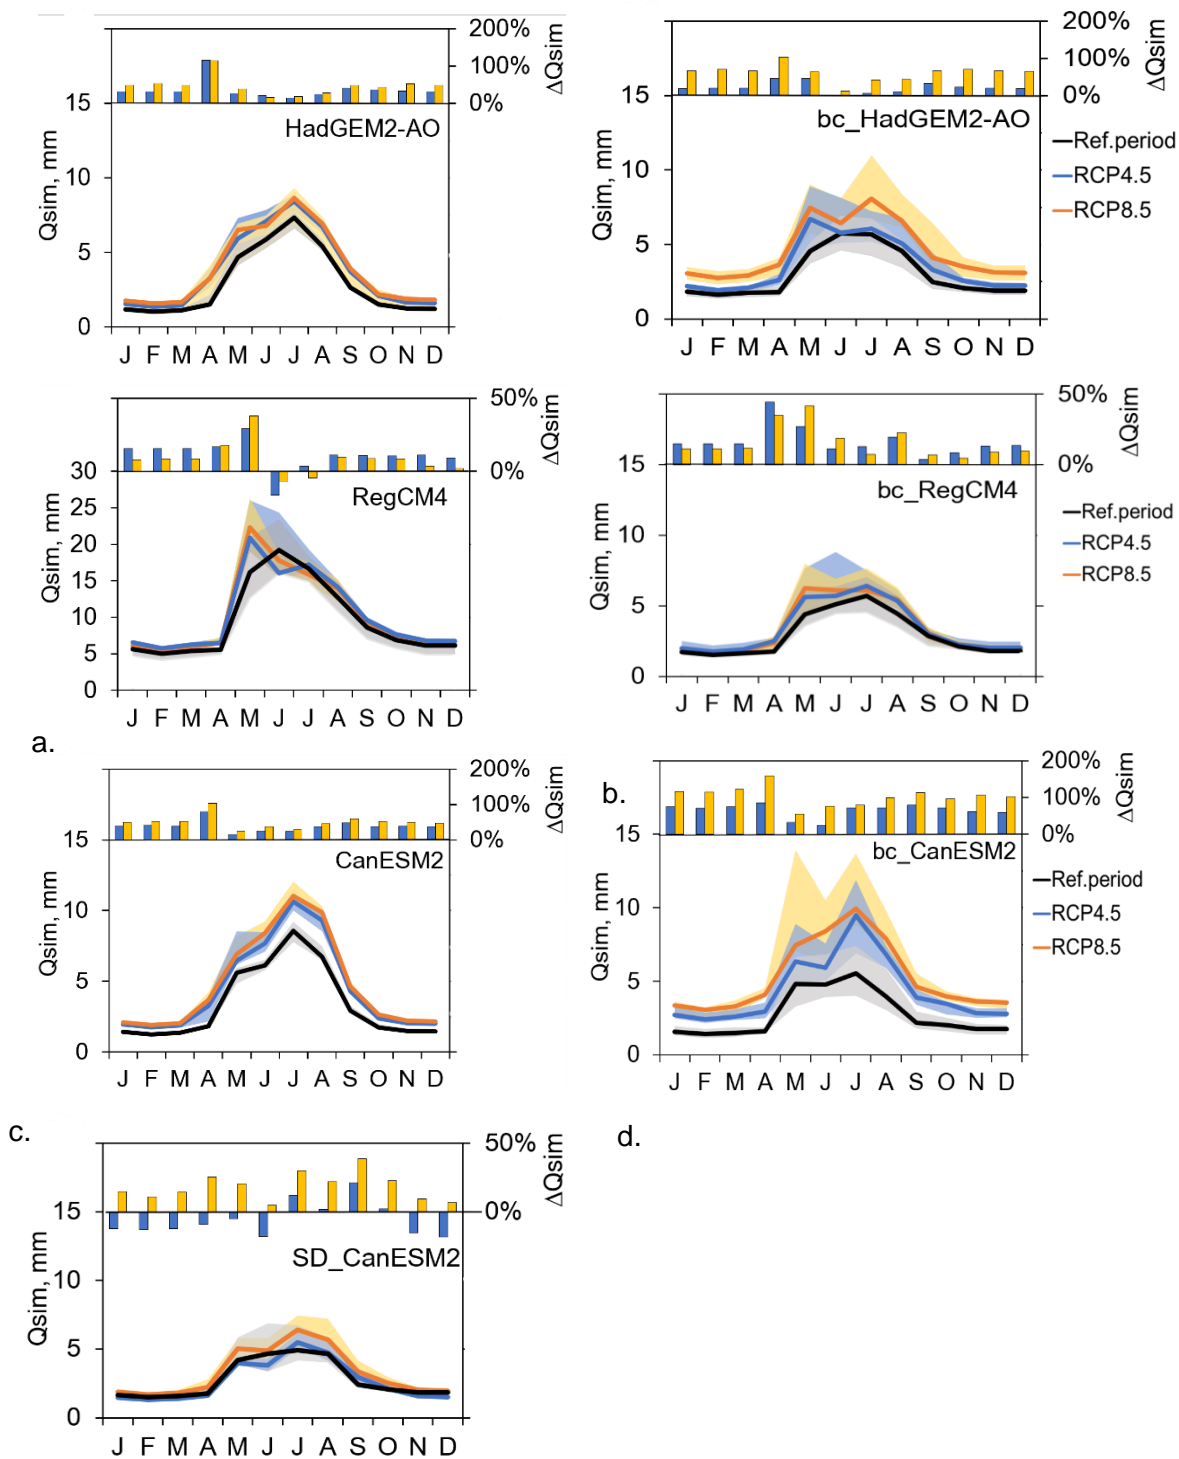 200%
100%
0%
ΔQsim
15
10
5
0
Qsim, mm
HadGEM2-AO
J F M A M J J A S O N D
200%
100%
0%
ΔQsim
15
10
5
0
Qsim, mm
bc_HadGEM2-AO
J F M A M J J A S O N D
Ref.period
RCP4.5
RCP8.5
50%
0%
ΔQsim
30
25
20
15
10
5
0
Qsim, mm
RegCM4
J F M A M J J A S O N D
50%
0%
ΔQsim
15
10
5
0
Qsim, mm
bc_RegCM4
J F M A M J J A S O N D
Ref.period
RCP4.5
RCP8.5
a.
200%
100%
0%
ΔQsim
15
10
5
0
Qsim, mm
CanESM2
J F M A M J J A S O N D
b.
200%
100%
0%
ΔQsim
15
10
5
0
Qsim, mm
bc_CanESM2
J F M A M J J A S O N D
Ref.period
RCP4.5
RCP8.5
c.
50%
0%
ΔQsim
15
10
5
0
Qsim, mm
SD_CanESM2
J F M A M J J A S O N D
d.